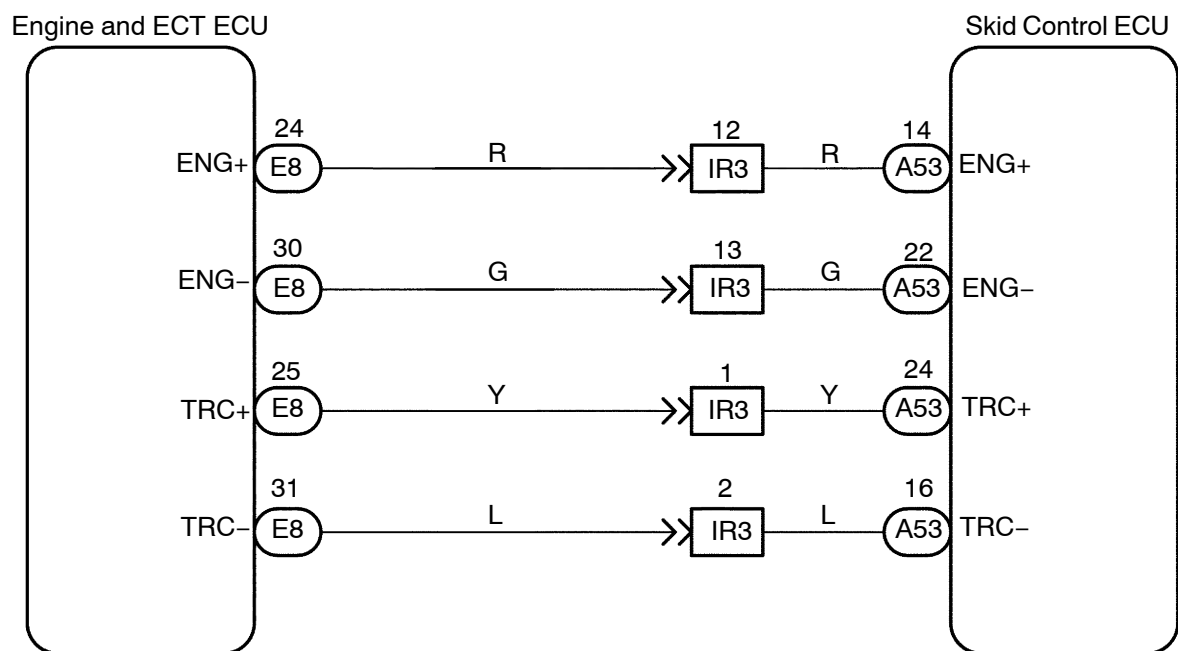 Engine and ECT ECU
Skid Control ECU
24
12
14
ENG+
E8
R
IR3
R
A53
ENG+
30
13
22
ENG−
E8
G
IR3
G
A53
ENG−
25
1
24
TRC+
E8
Y
IR3
Y
A53
TRC+
31
2
16
TRC−
E8
L
IR3
L
A53
TRC−